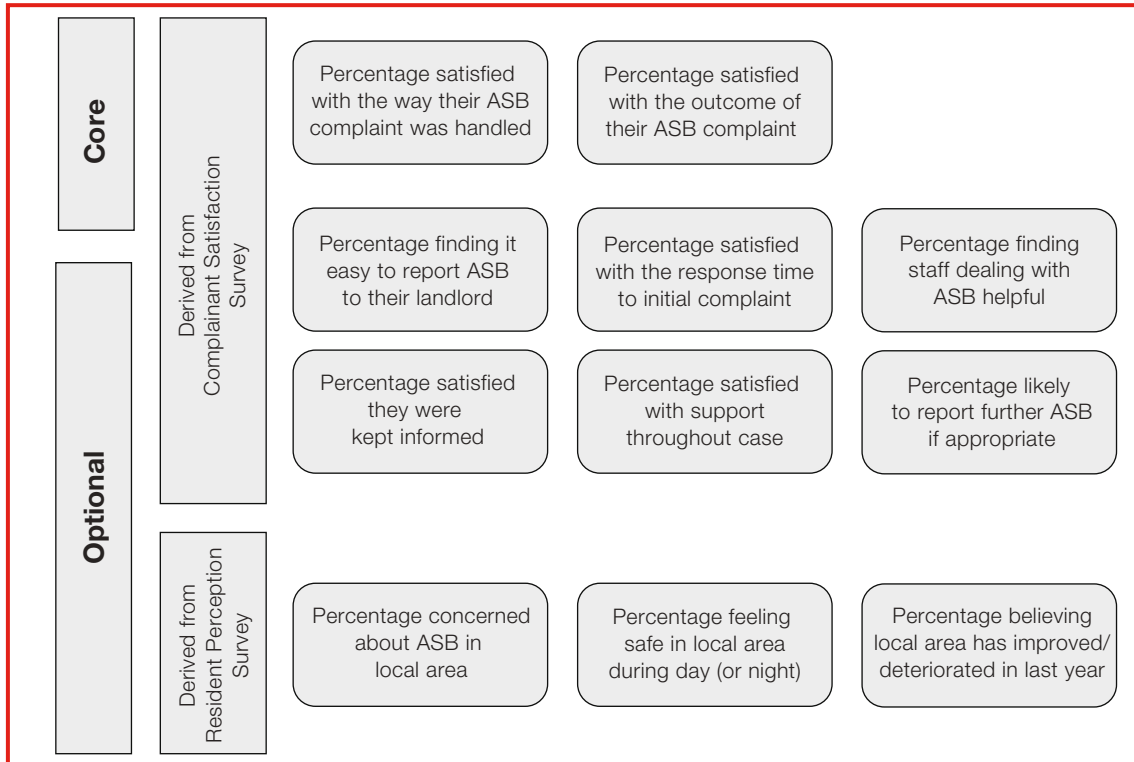 Core
Optional
Derived from
Complainant Satisfaction
Survey
Derived from
Resident Perception
Survey
Percentage satisfied
with the way their ASB
complaint was handled
Percentage satisfied
with the outcome of
their ASB complaint
Percentage finding it
easy to report ASB
to their landlord
Percentage satisfied
with the response time
to initial complaint
Percentage finding
staff dealing with
ASB helpful
Percentage satisfied
they were
kept informed
Percentage satisfied
with support
throughout case
Percentage likely
to report further ASB
if appropriate
Percentage concerned
about ASB in
local area
Percentage feeling
safe in local area
during day (or night)
Percentage believing
local area has improved/
deteriorated in last year